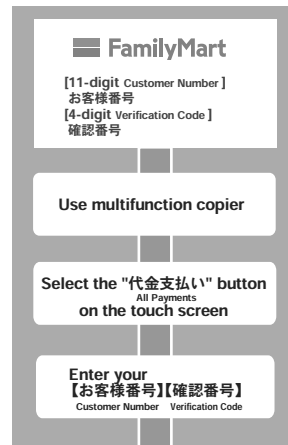 FamilyMart
[11-digit Customer Number]
お客様番号
[4-digit Verification Code]
確認番号
Use multifunction copier
Select the "代金支払い" button
All Payments
on the touch screen
Enter your
【お客様番号】【確認番号】
Customer Number Verification Code